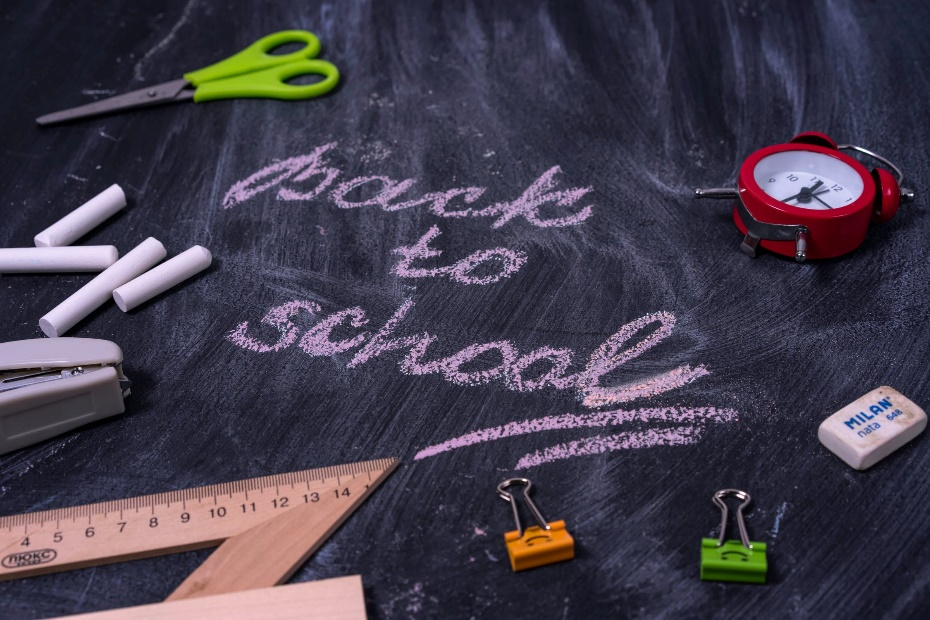 back
to
school
10 11 12
MILAN
nata 648
4 5 6 7 8 9 10 11 12 13 14
ЛЮКС